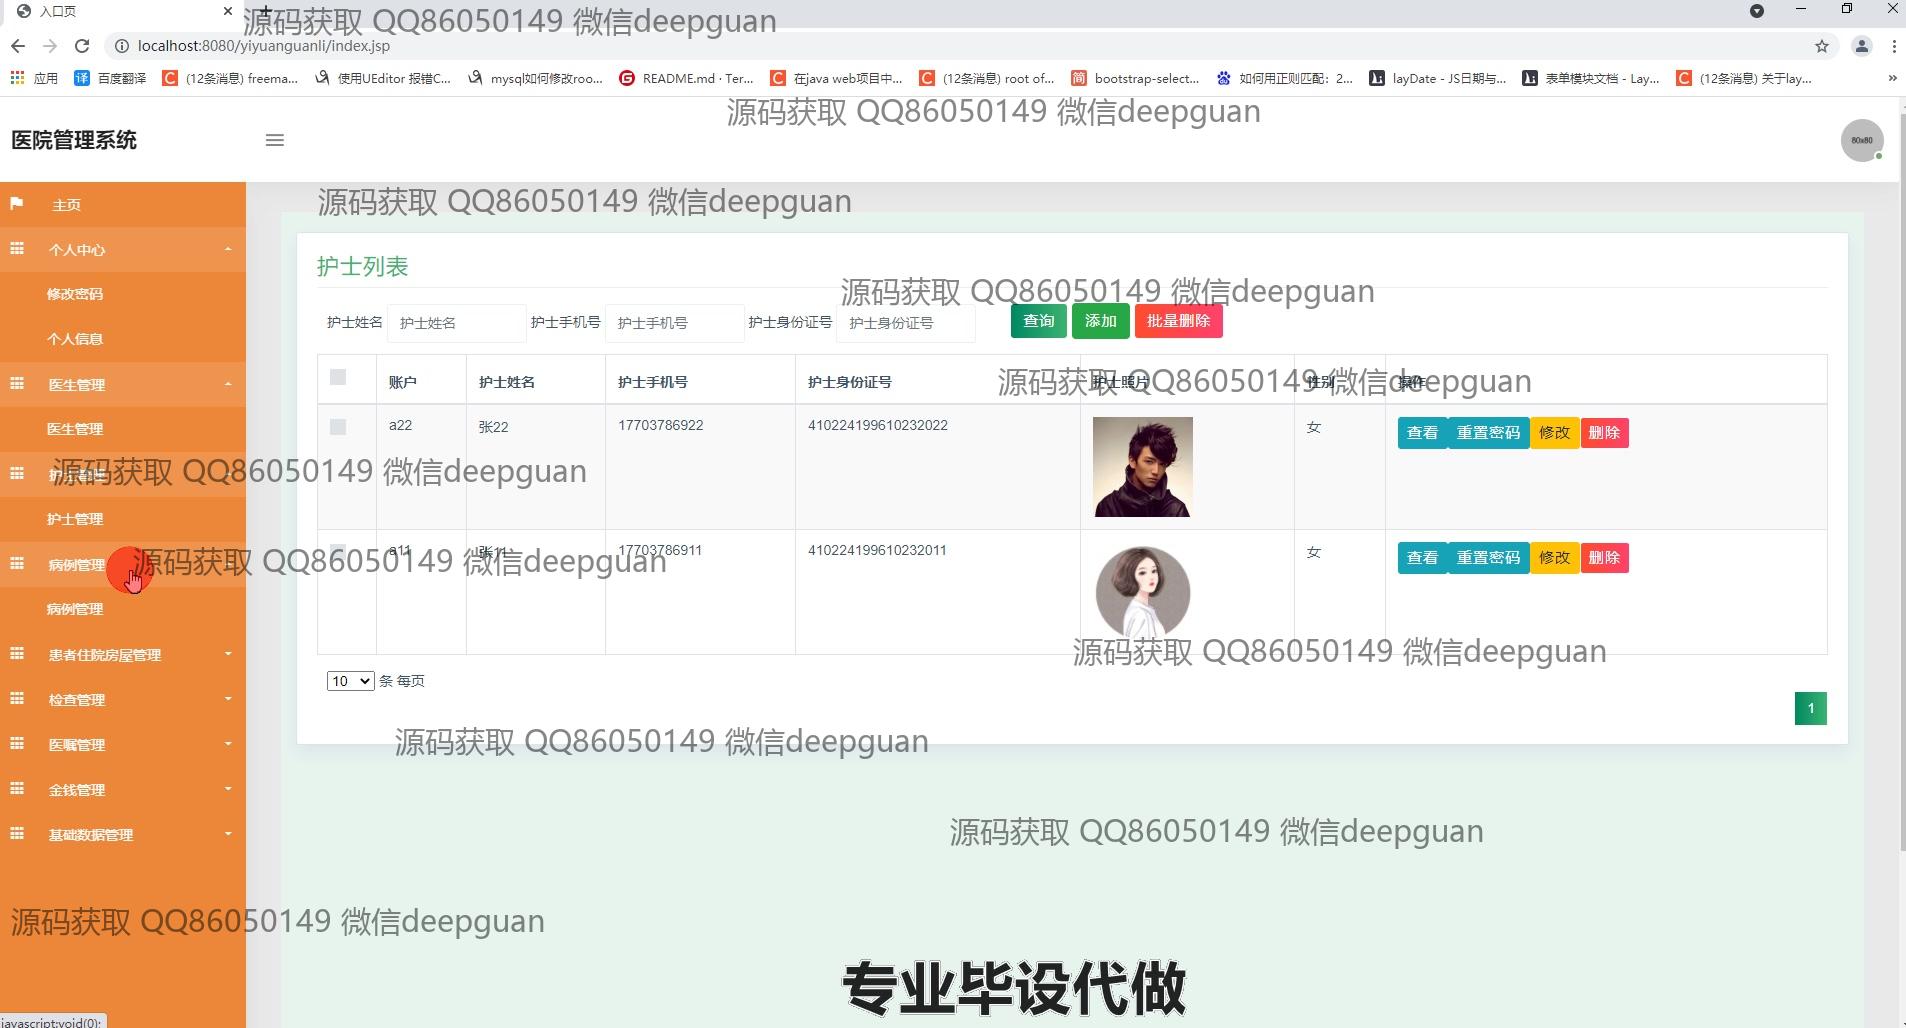 入口页
源码获取 QQ86050149 微信deepguan
localhost:8080/yiyuanguanli/index.jsp
应用 百度翻译 (12条消息) freema... 使用UEditor 报错C... mysql如何修改roo... README.md · Ter... 在java web项目中... (12条消息) root of... bootstrap-select... 如何用正则匹配：2... layDate - JS日期与... 表单模块文档 - Lay... (12条消息) 关于lay...
源码获取 QQ86050149 微信deepguan
医院管理系统
80x80
源码获取 QQ86050149 微信deepguan
主页
个人中心
修改密码
个人信息
医生管理
医生管理
护士管理
护士管理
病例管理
病例管理
患者住院房屋管理
检查管理
医嘱管理
金钱管理
基础数据管理
护士列表
源码获取 QQ86050149 微信deepguan
护士姓名 护士姓名 护士手机号 护士手机号 护士身份证号 护士身份证号 查询 添加 批量删除
账户 护士姓名 护士手机号 护士身份证号 护士照片 性别 操作
源码获取 QQ86050149 微信deepguan
a22 张22 17703786922 410224199610232022 女 查看 重置密码 修改 删除
源码获取 QQ86050149 微信deepguan
a11 张11 17703786911 410224199610232011 女 查看 重置密码 修改 删除
源码获取 QQ86050149 微信deepguan
源码获取 QQ86050149 微信deepguan
10 条 每页
1
源码获取 QQ86050149 微信deepguan
源码获取 QQ86050149 微信deepguan
源码获取 QQ86050149 微信deepguan
专业毕设代做
javascript:void(0);